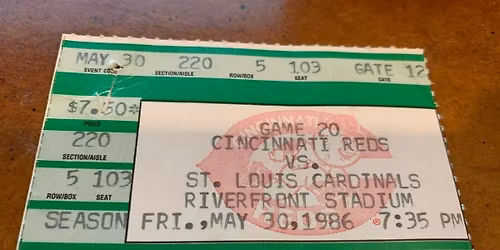 MAY 30 220 5 103 GATE 12
EVENT CODE SECTION/AISLE ROW/BOX SEAT GATE
$7.50*
PRICE
220
SECTION/AISLE
5 103
ROW/BOX SEAT
SEASON
CINCINNATI
GAME 20
CINCINNATI REDS
VS.
ST. LOUIS CARDINALS
RIVERFRONT STADIUM
FRI.,MAY 30,1986 ® 7:35 PM